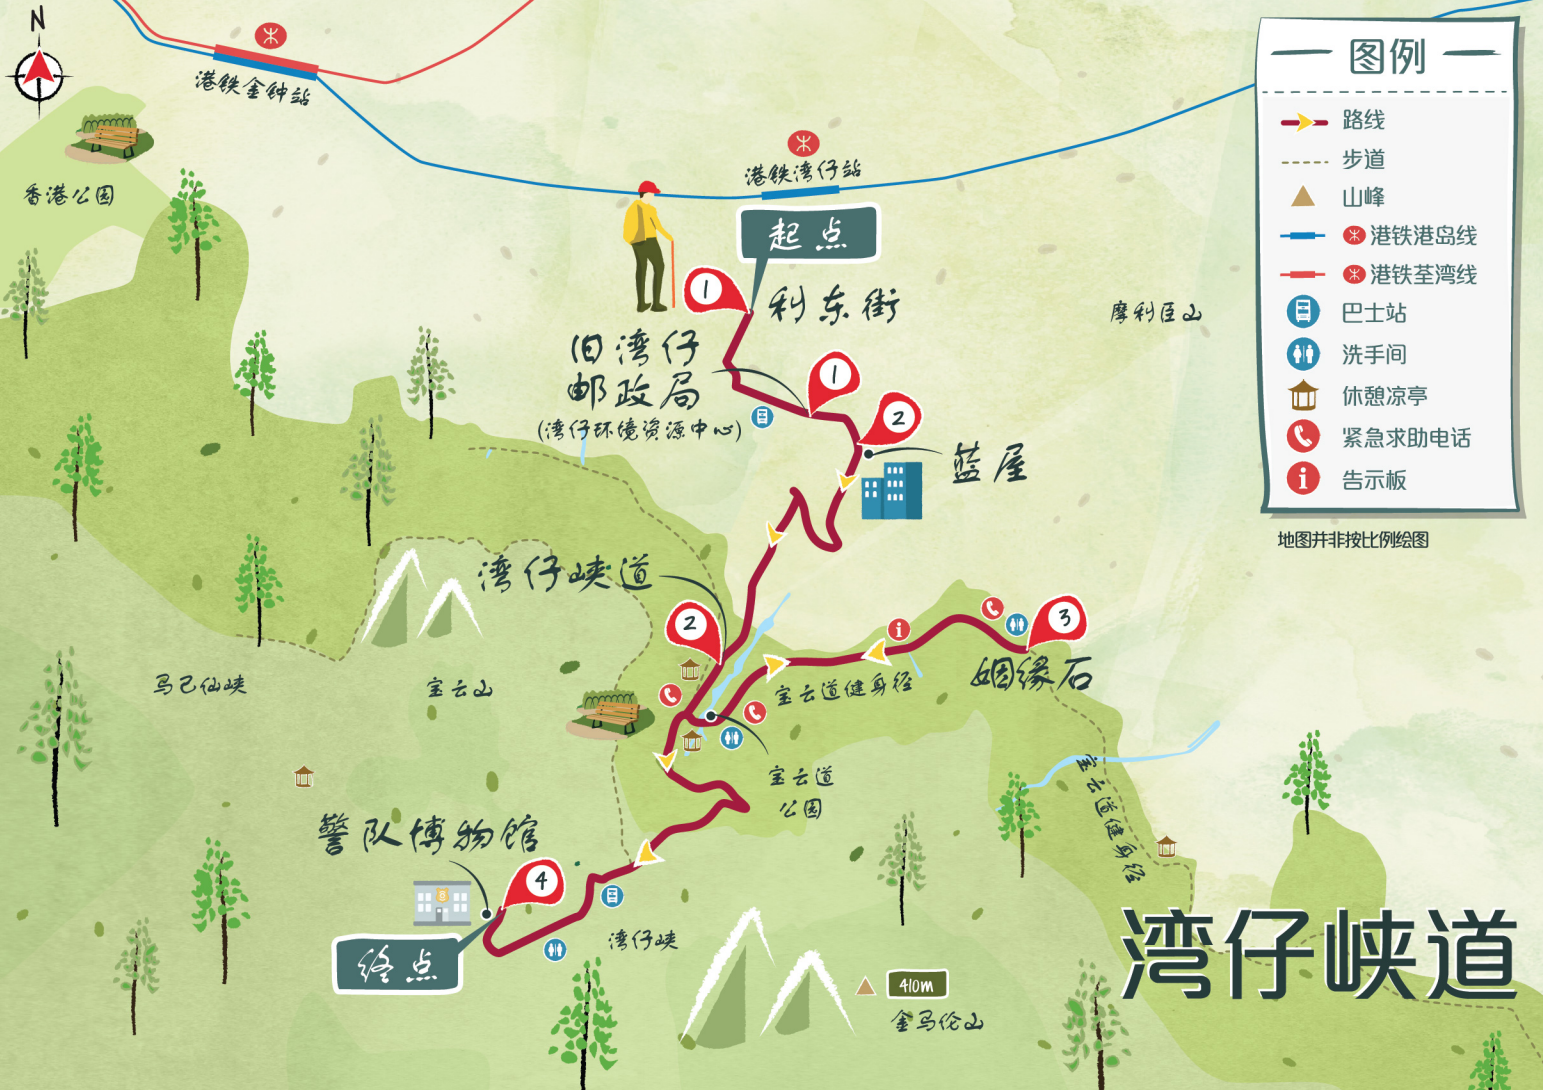 N
港铁金钟站
香港公园
港铁湾仔站
起点
1
利东街
摩利臣山
旧湾仔
邮政局
(湾仔环境资源中心)
1
2
蓝屋
湾仔峡道
2
3
姻缘石
宝云道健身径
马己仙峡
宝云山
宝云道
公园
宝云道健身径
警队博物馆
4
终点
湾仔峡
410m
金马伦山
湾仔峡道
图例
路线
步道
山峰
港铁港岛线
港铁荃湾线
巴士站
洗手间
休憩凉亭
紧急求助电话
i 告示板
地图并非按比例绘图